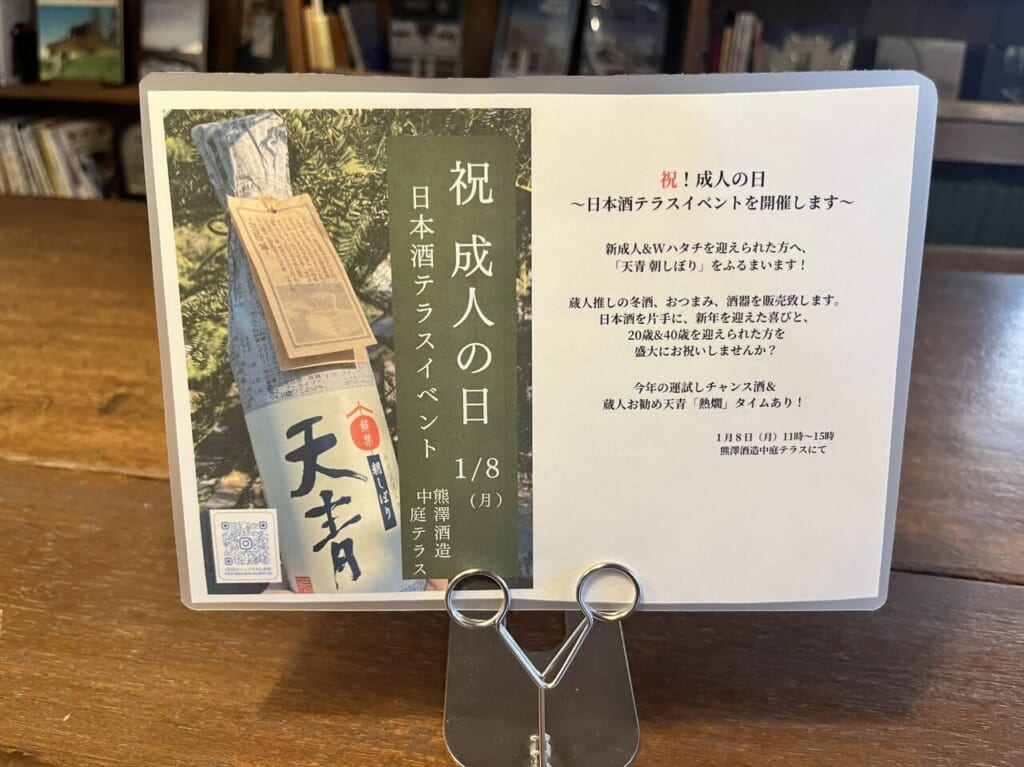 祝 成人の日
日本酒テラスイベント
1/8
（月）
熊澤酒造
中庭テラス
天青
朝しぼり
祝！成人の日
～日本酒テラスイベントを開催します～
新成人&Wハタチを迎えられた方へ、
「天青 朝しぼり」をふるまいます！
蔵人推しの冬酒、おつまみ、酒器を販売致します。
日本酒を片手に、新年を迎えた喜びと、
20歳&40歳を迎えられた方を
盛大にお祝いしませんか？
今年の運試しチャンス酒&
蔵人お勧め天青「熱燗」タイムあり！
１月８日（月）11時～15時
熊澤酒造中庭テラスにて